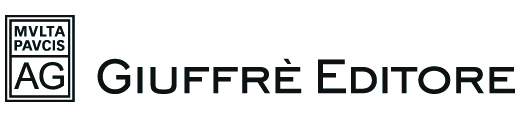 MVLTA
PAVCIS
AG
GIUFFRÈ EDITORE